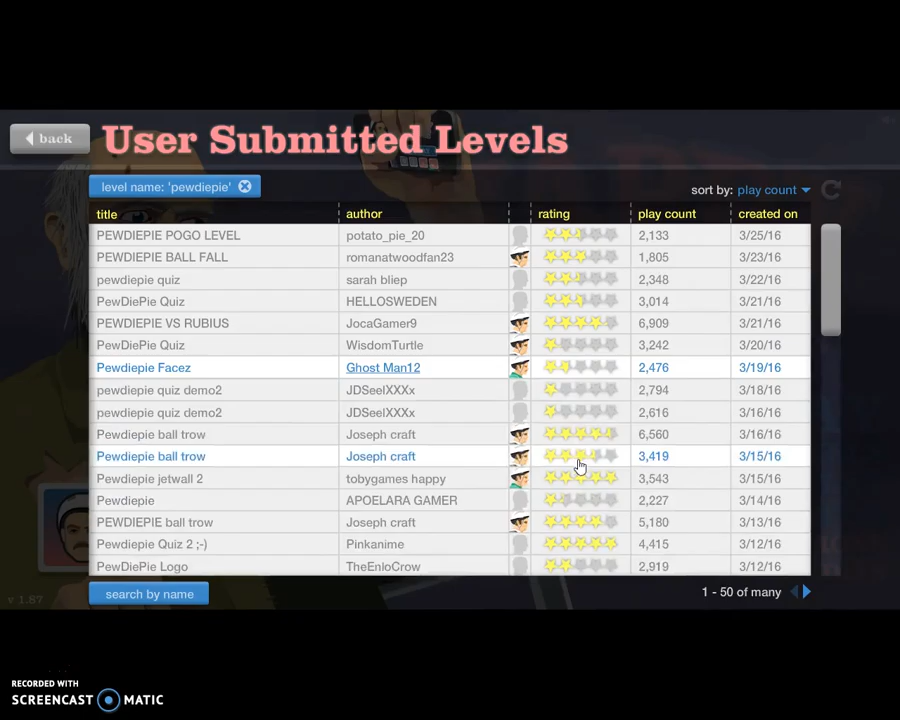 back
User Submitted Levels
level name: 'pewdiepie'
sort by: play count
title author rating play count created on
PEWDIEPIE POGO LEVEL potato_pie_20 2,133 3/25/16
PEWDIEPIE BALL FALL romanatwoodfan23 1,805 3/23/16
pewdiepie quiz sarah bliep 2,348 3/22/16
PewDiePie Quiz HELLOSWEDEN 3,014 3/21/16
PEWDIEPIE VS RUBIUS JocaGamer9 6,909 3/21/16
PewDiePie Quiz WisdomTurtle 3,242 3/20/16
Pewdiepie Facez Ghost Man12 2,476 3/19/16
pewdiepie quiz demo2 JDSeelXXXx 2,794 3/18/16
pewdiepie quiz demo2 JDSeelXXXx 2,616 3/16/16
Pewdiepie ball trow Joseph craft 6,560 3/16/16
Pewdiepie ball trow Joseph craft 3,419 3/15/16
Pewdiepie jetwall 2 tobygames happy 3,543 3/15/16
Pewdiepie APOELARA GAMER 2,227 3/14/16
PEWDIEPIE ball trow Joseph craft 5,180 3/13/16
Pewdiepie Quiz 2 ;-) Pinkanime 4,415 3/12/16
PewDiePie Logo TheEnloCrow 2,919 3/12/16
search by name
1 - 50 of many
v 1.87
RECORDED WITH
SCREENCAST MATIC